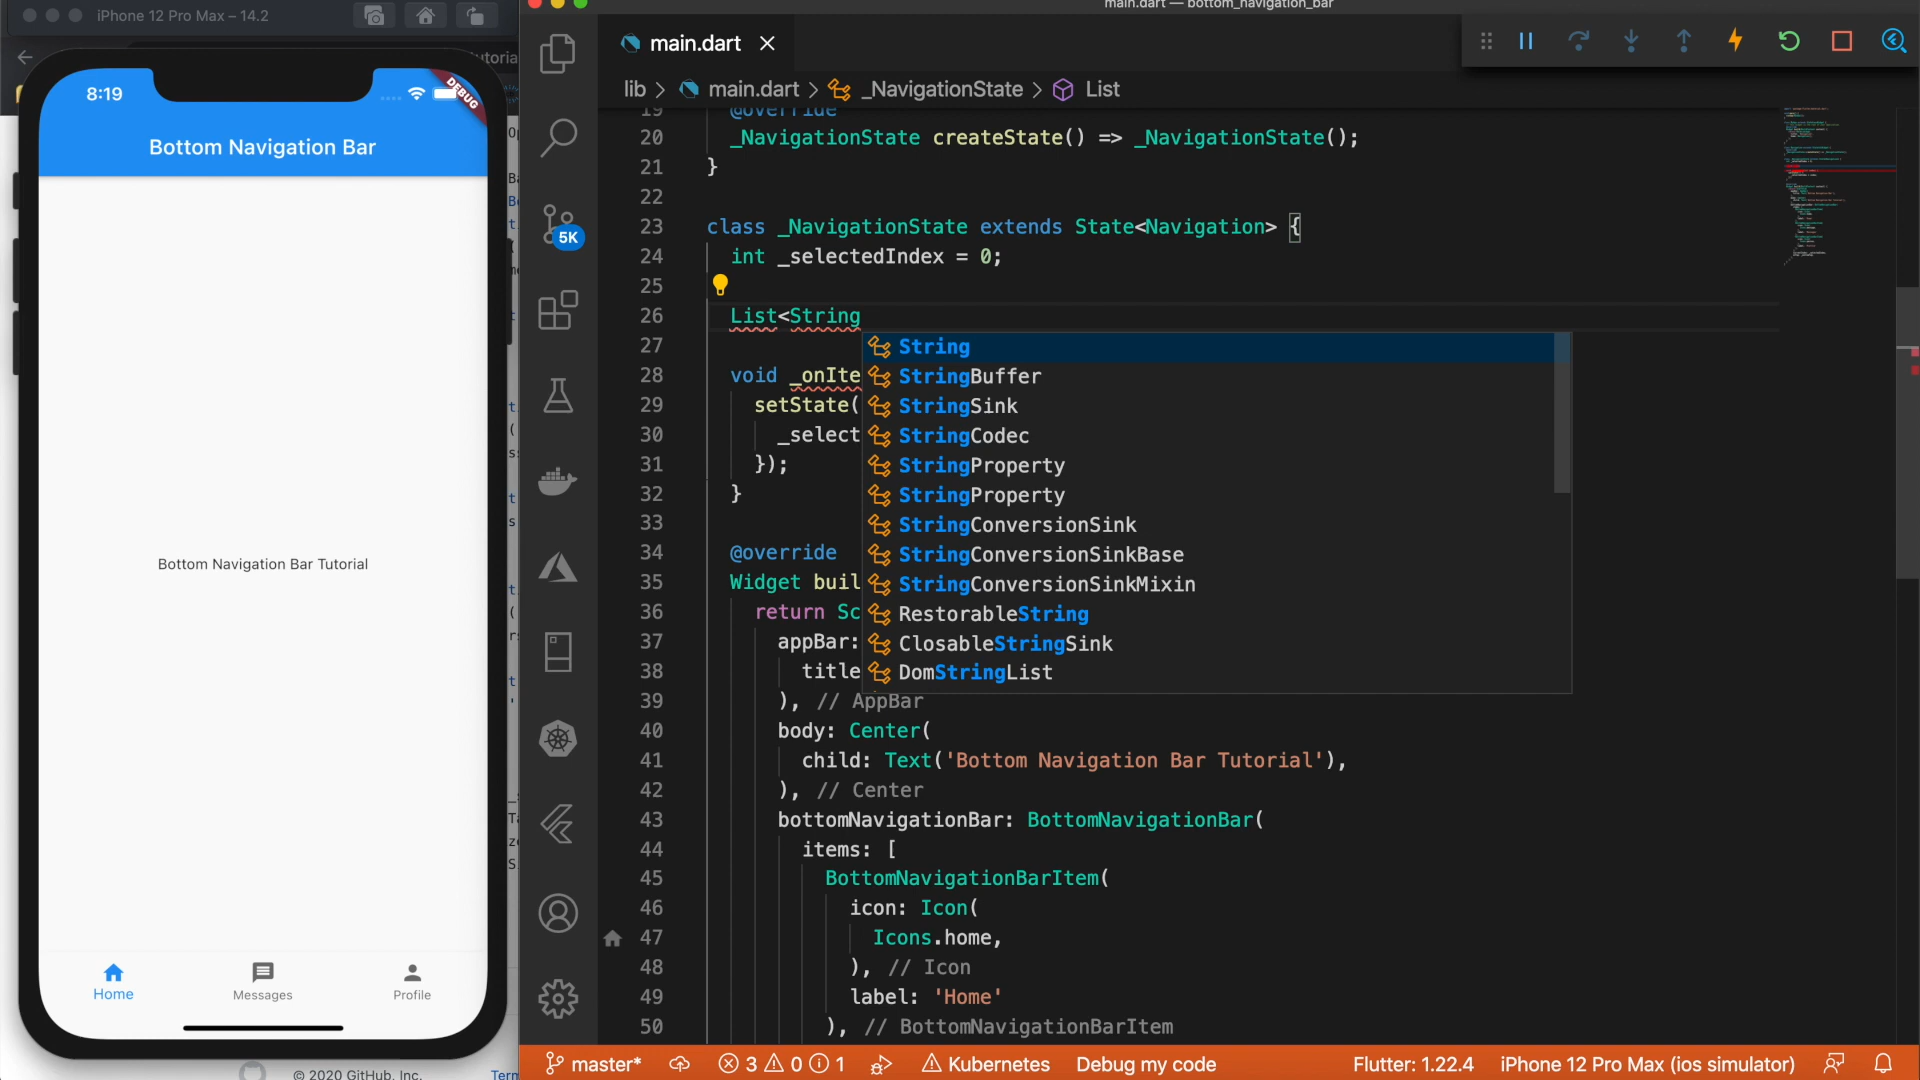 iPhone 12 Pro Max – 14.2
8:19
DEBUG
Bottom Navigation Bar
Bottom Navigation Bar Tutorial
Home
Messages
Profile
© 2020 GitHub, Inc.
main.dart — bottom_navigation_bar
main.dart
lib > main.dart > _NavigationState > List
5K
19 @override
20 _NavigationState createState() => _NavigationState();
21 }
22
23 class _NavigationState extends State<Navigation> {
24 int _selectedIndex = 0;
25
26 List<String
27
28 void _onIte
29 setState(
30 _select
31 });
32 }
33
34 @override
35 Widget buil
36 return Sc
37 appBar:
38 title
39 ), // AppBar
40 body: Center(
41 child: Text('Bottom Navigation Bar Tutorial'),
42 ), // Center
43 bottomNavigationBar: BottomNavigationBar(
44 items: [
45 BottomNavigationBarItem(
46 icon: Icon(
47 Icons.home,
48 ), // Icon
49 label: 'Home'
50 ), // BottomNavigationBarItem
String
StringBuffer
StringSink
StringCodec
StringProperty
StringProperty
StringConversionSink
StringConversionSinkBase
StringConversionSinkMixin
RestorableString
ClosableStringSink
DomStringList
master* 3 0 1 Kubernetes Debug my code Flutter: 1.22.4 iPhone 12 Pro Max (ios simulator)